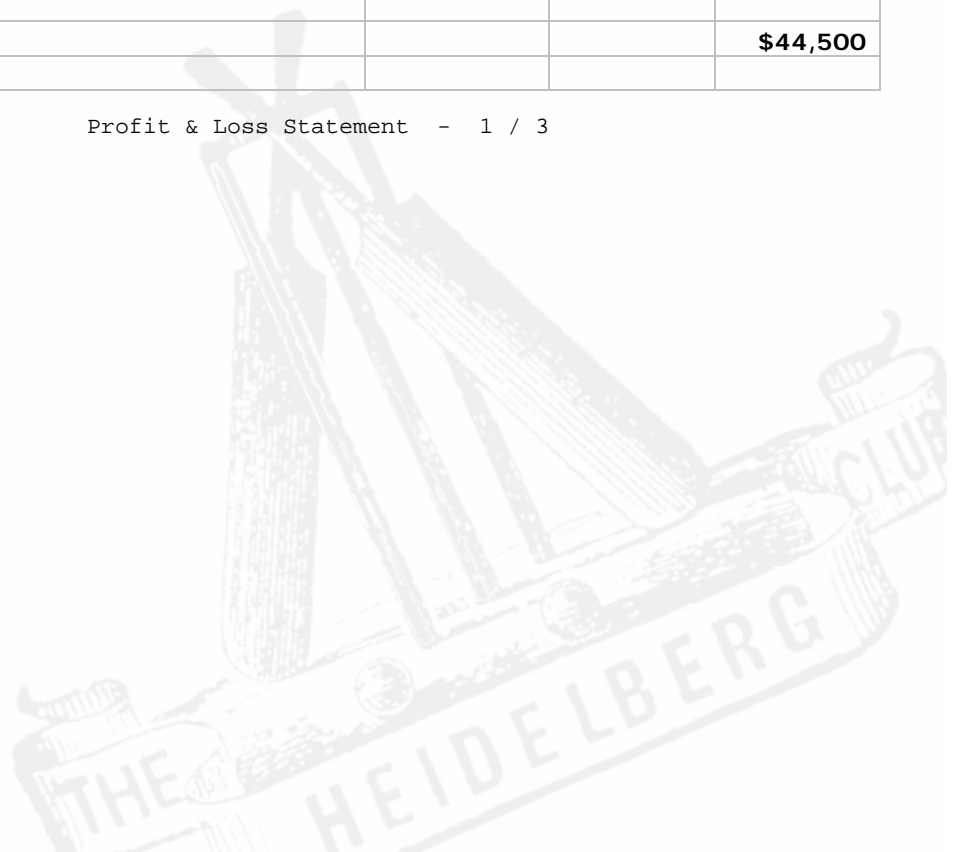 $44,500
Profit & Loss Statement - 1 / 3
CLUB
THE HEIDELBERG